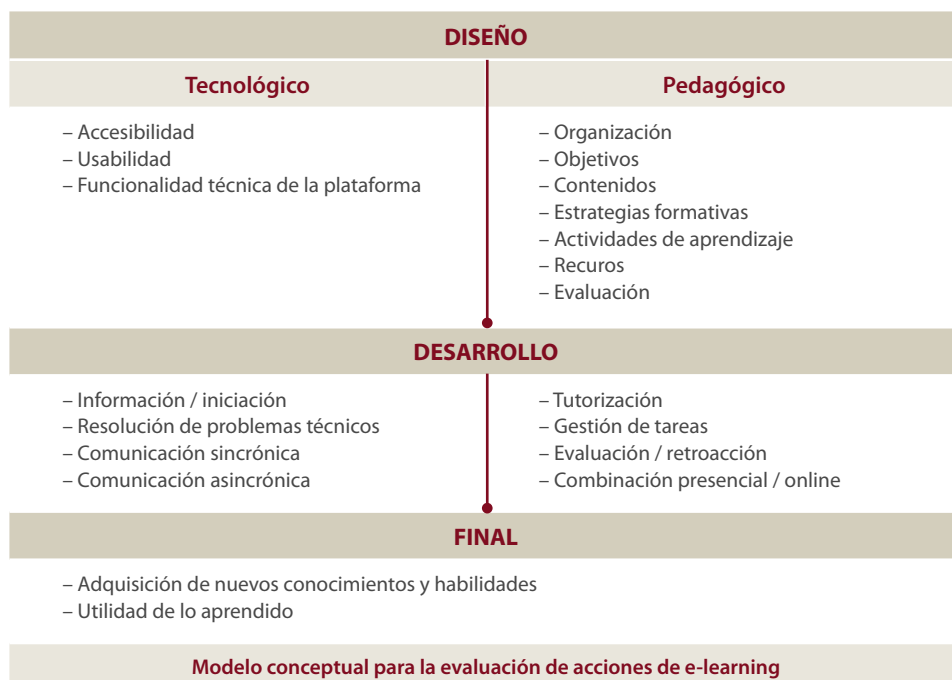 DISEÑO
Tecnológico
– Accesibilidad
– Usabilidad
– Funcionalidad técnica de la plataforma
Pedagógico
– Organización
– Objetivos
– Contenidos
– Estrategias formativas
– Actividades de aprendizaje
– Recuros
– Evaluación
DESARROLLO
– Información / iniciación
– Resolución de problemas técnicos
– Comunicación sincrónica
– Comunicación asincrónica
– Tutorización
– Gestión de tareas
– Evaluación / retroacción
– Combinación presencial / online
FINAL
– Adquisición de nuevos conocimientos y habilidades
– Utilidad de lo aprendido
Modelo conceptual para la evaluación de acciones de e-learning